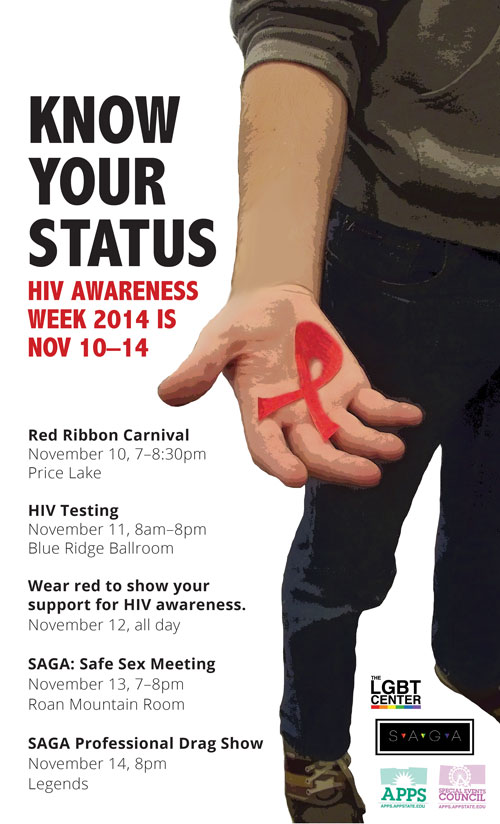 KNOW
YOUR
STATUS
HIV AWARENESS
WEEK 2014 IS
NOV 10–14
Red Ribbon Carnival
November 10, 7–8:30pm
Price Lake
HIV Testing
November 11, 8am–8pm
Blue Ridge Ballroom
Wear red to show your
support for HIV awareness.
November 12, all day
SAGA: Safe Sex Meeting
November 13, 7–8pm
Roan Mountain Room
SAGA Professional Drag Show
November 14, 8pm
Legends
THE
LGBT
CENTER
S A G A
APPS
APPS.APPSTATE.EDU
SPECIAL EVENTS
COUNCIL
APPS.APPSTATE.EDU